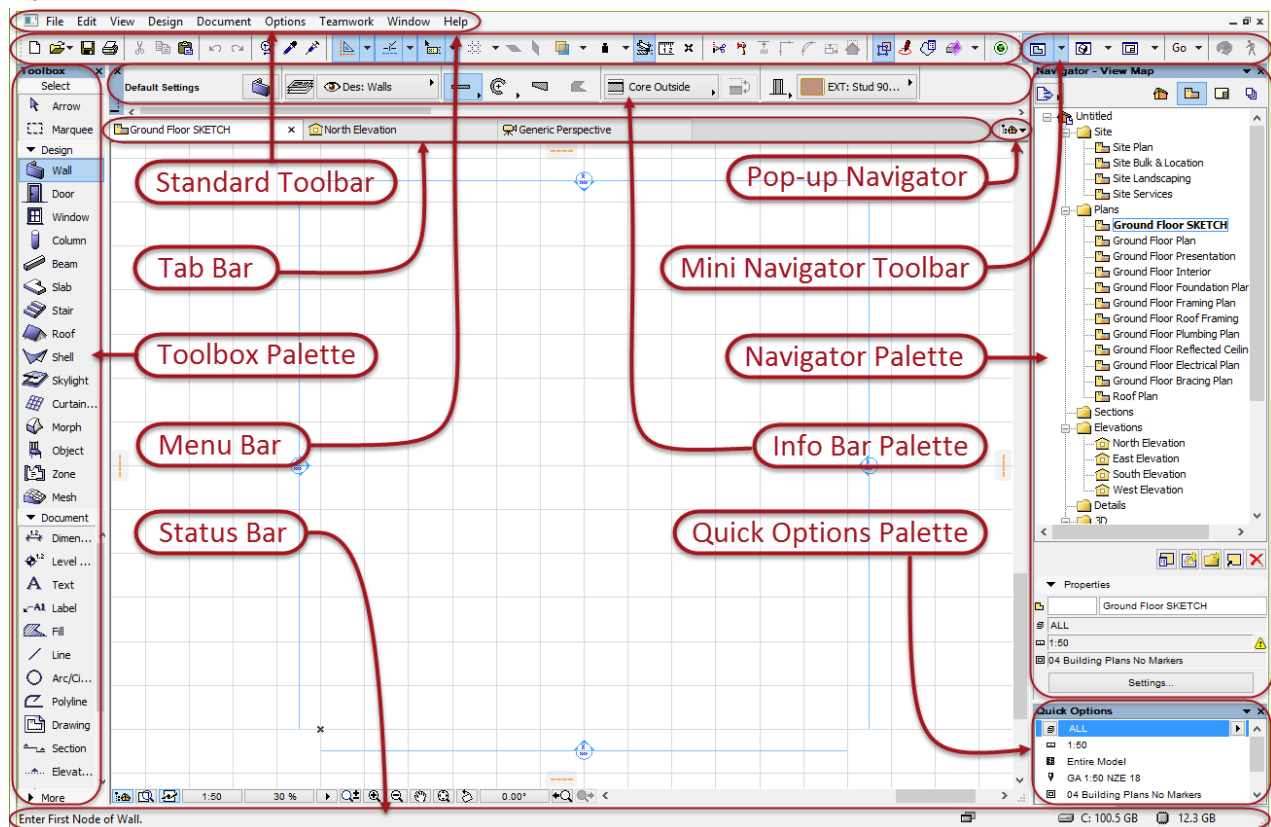 File Edit View Design Document Options Teamwork Window Help
Go
Toolbox
Select
Arrow
Marquee
Design
Wall
Door
Window
Column
Beam
Slab
Stair
Roof
Shell
Skylight
Curtain...
Morph
Object
Zone
Mesh
Document
Dimen...
Level ...
Text
Label
Fill
Line
Arc/Ci...
Polyline
Drawing
Section
Elevat...
More
Default Settings
Des: Walls
Core Outside
EXT: Stud 90...
Ground Floor SKETCH
North Elevation
Generic Perspective
Standard Toolbar
Pop-up Navigator
Tab Bar
Mini Navigator Toolbar
Toolbox Palette
Navigator Palette
Menu Bar
Info Bar Palette
Status Bar
Quick Options Palette
1:50
30 %
0.00°
Navigator - View Map
Untitled
Site
Site Plan
Site Bulk & Location
Site Landscaping
Site Services
Plans
Ground Floor SKETCH
Ground Floor Plan
Ground Floor Presentation
Ground Floor Interior
Ground Floor Foundation Plan
Ground Floor Framing Plan
Ground Floor Roof Framing
Ground Floor Plumbing Plan
Ground Floor Reflected Ceilin
Ground Floor Electrical Plan
Ground Floor Bracing Plan
Roof Plan
Sections
Elevations
North Elevation
East Elevation
South Elevation
West Elevation
Details
3D
Properties
Ground Floor SKETCH
ALL
1:50
04 Building Plans No Markers
Settings...
Quick Options
ALL
1:50
Entire Model
GA 1:50 NZE 18
04 Building Plans No Markers
Enter First Node of Wall.
C: 100.5 GB
12.3 GB